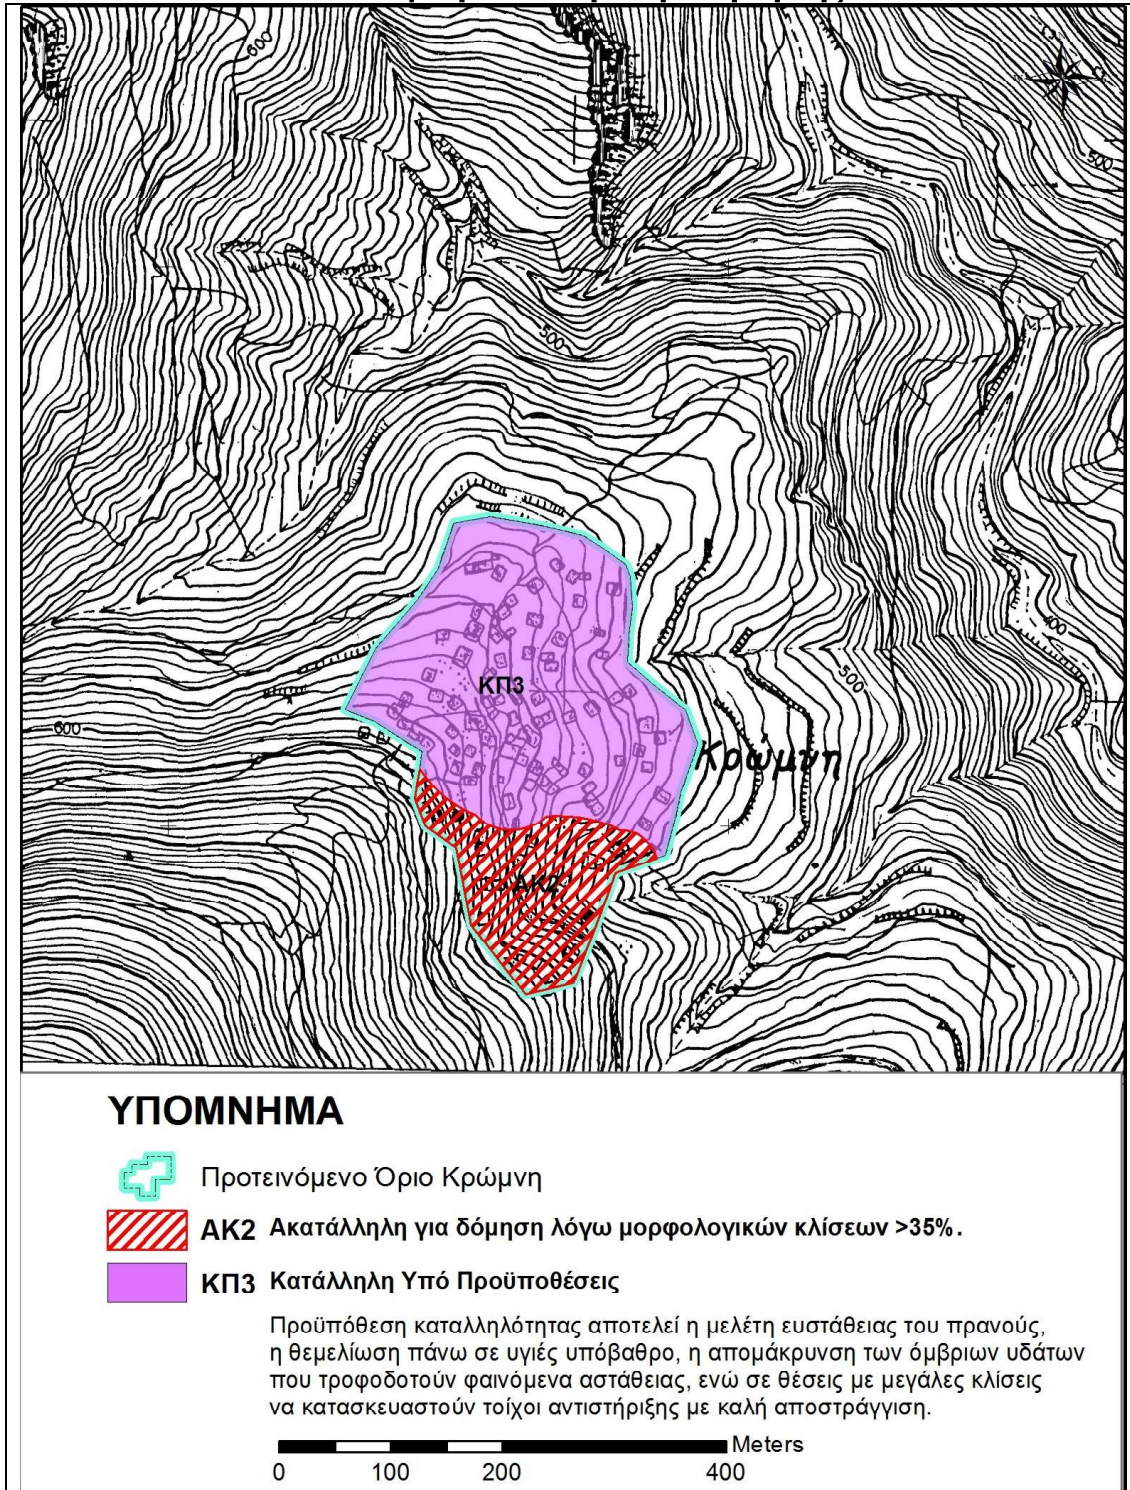 600
500
500
400
500
600
ΚΠ3
Κρώμνη
ΑΚ2
ΥΠΟΜΝΗΜΑ
Προτεινόμενο Όριο Κρώμνη
ΑΚ2 Ακατάλληλη για δόμηση λόγω μορφολογικών κλίσεων >35%.
ΚΠ3 Κατάλληλη Υπό Προϋποθέσεις
Προϋπόθεση καταλληλότητας αποτελεί η μελέτη ευστάθειας του πρανούς,
η θεμελίωση πάνω σε υγιές υπόβαθρο, η απομάκρυνση των όμβριων υδάτων
που τροφοδοτούν φαινόμενα αστάθειας, ενώ σε θέσεις με μεγάλες κλίσεις
να κατασκευαστούν τοίχοι αντιστήριξης με καλή αποστράγγιση.
Meters
0 100 200 400